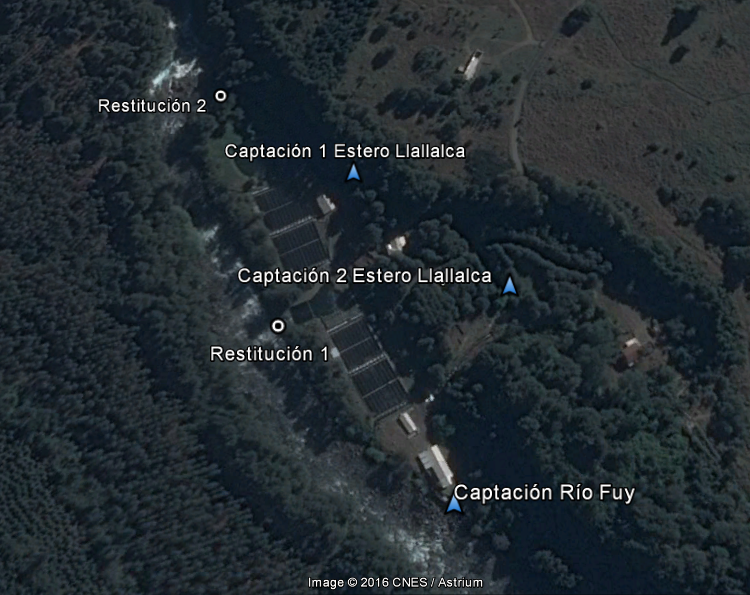 Restitución 2
Captación 1 Estero Llallalca
Captación 2 Estero Llallalca
Restitución 1
Captación Río Fuy
Image © 2016 CNES / Astrium